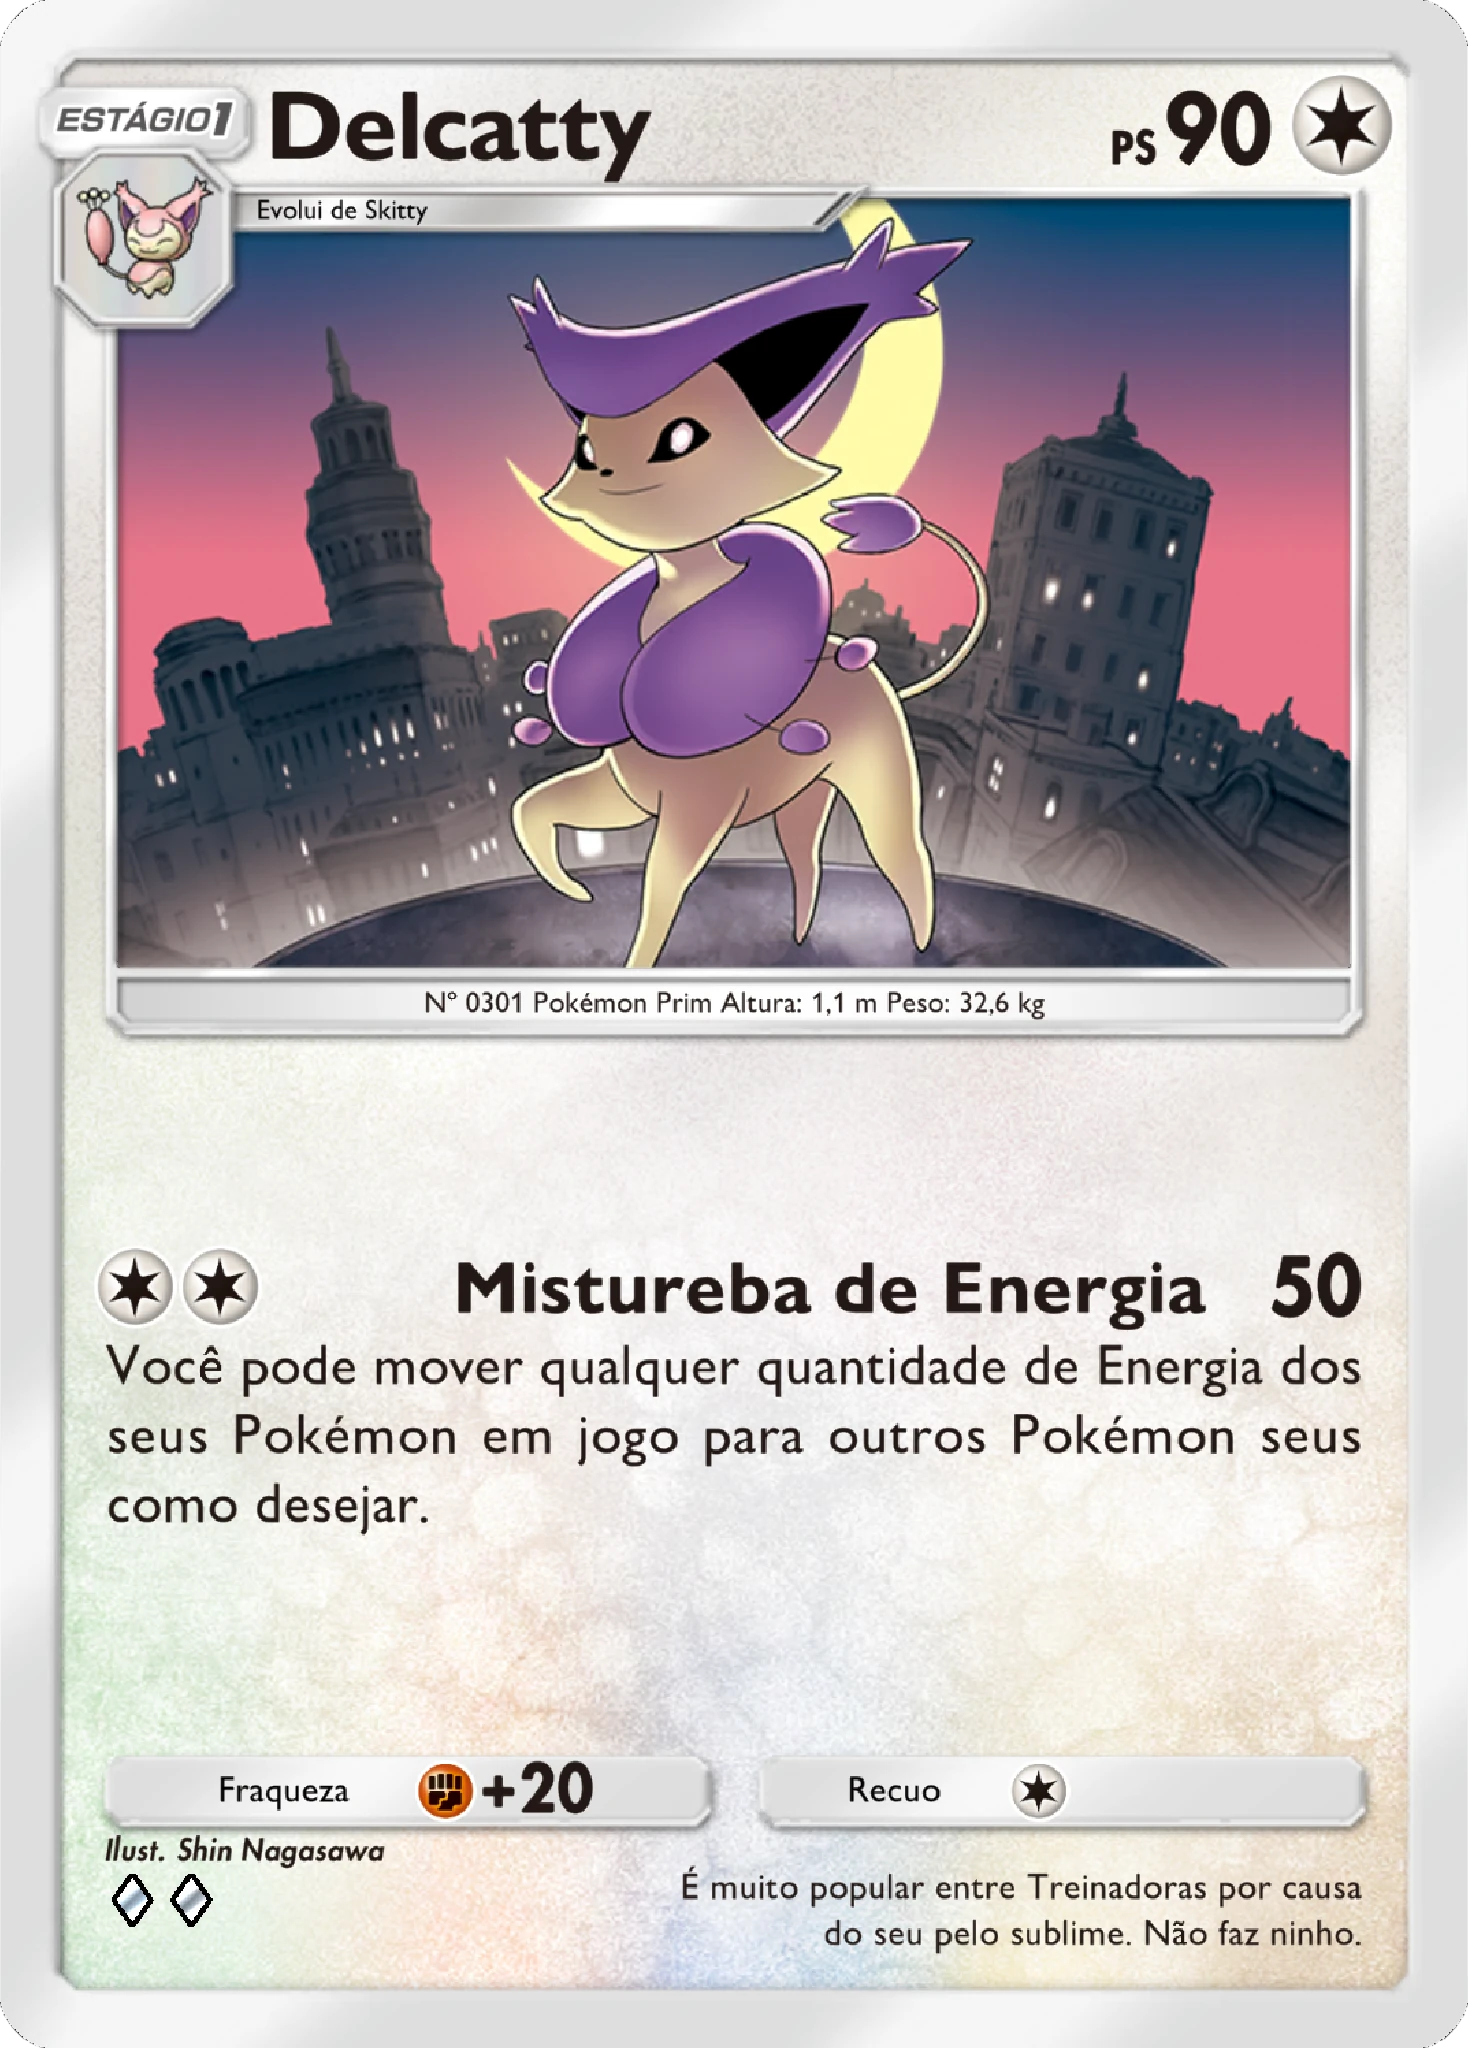 ESTÁGIO1
Delcatty
PS 90
Evolui de Skitty
Nº 0301 Pokémon Prim Altura: 1,1 m Peso: 32,6 kg
Mistureba de Energia 50
Você pode mover qualquer quantidade de Energia dos
seus Pokémon em jogo para outros Pokémon seus
como desejar.
Fraqueza +20
Recuo
Ilust. Shin Nagasawa
É muito popular entre Treinadoras por causa
do seu pelo sublime. Não faz ninho.